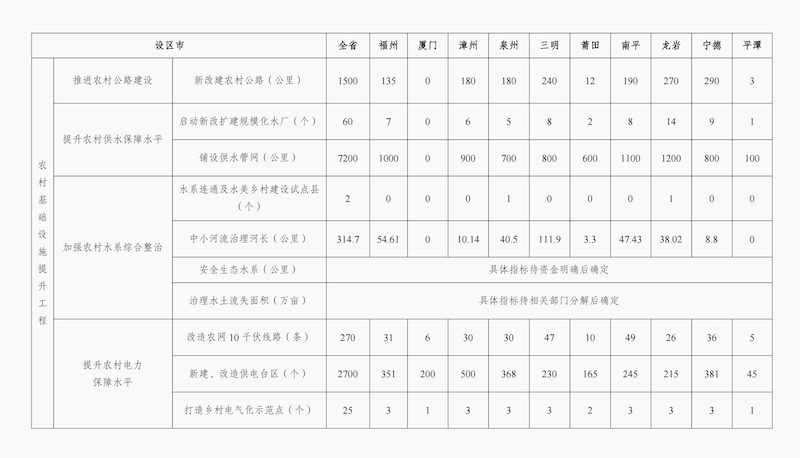 设区市 全省 福州 厦门 漳州 泉州 三明 莆田 南平 龙岩 宁德 平潭
农村基础设施提升工程
推进农村公路建设 新改建农村公路（公里） 1500 135 0 180 180 240 12 190 270 290 3
提升农村供水保障水平
启动新改扩建规模化水厂（个） 60 7 0 6 5 8 2 8 14 9 1
铺设供水管网（公里） 7200 1000 0 900 700 800 600 1100 1200 800 100
加强农村水系综合整治
水系连通及水美乡村建设试点县
（个） 2 0 0 0 1 0 0 0 1 0 0
中小河流治理河长（公里） 314.7 54.61 0 10.14 40.5 111.9 3.3 47.43 38.02 8.8 0
安全生态水系（公里） 具体指标待资金明确后确定
治理水土流失面积（万亩） 具体指标待相关部门分解后确定
提升农村电力
保障水平
改造农网10千伏线路（条） 270 31 6 30 30 47 10 49 26 36 5
新建、改造供电台区（个） 2700 351 200 500 368 230 165 245 215 381 45
打造乡村电气化示范点（个） 25 3 1 3 3 3 2 3 3 3 1